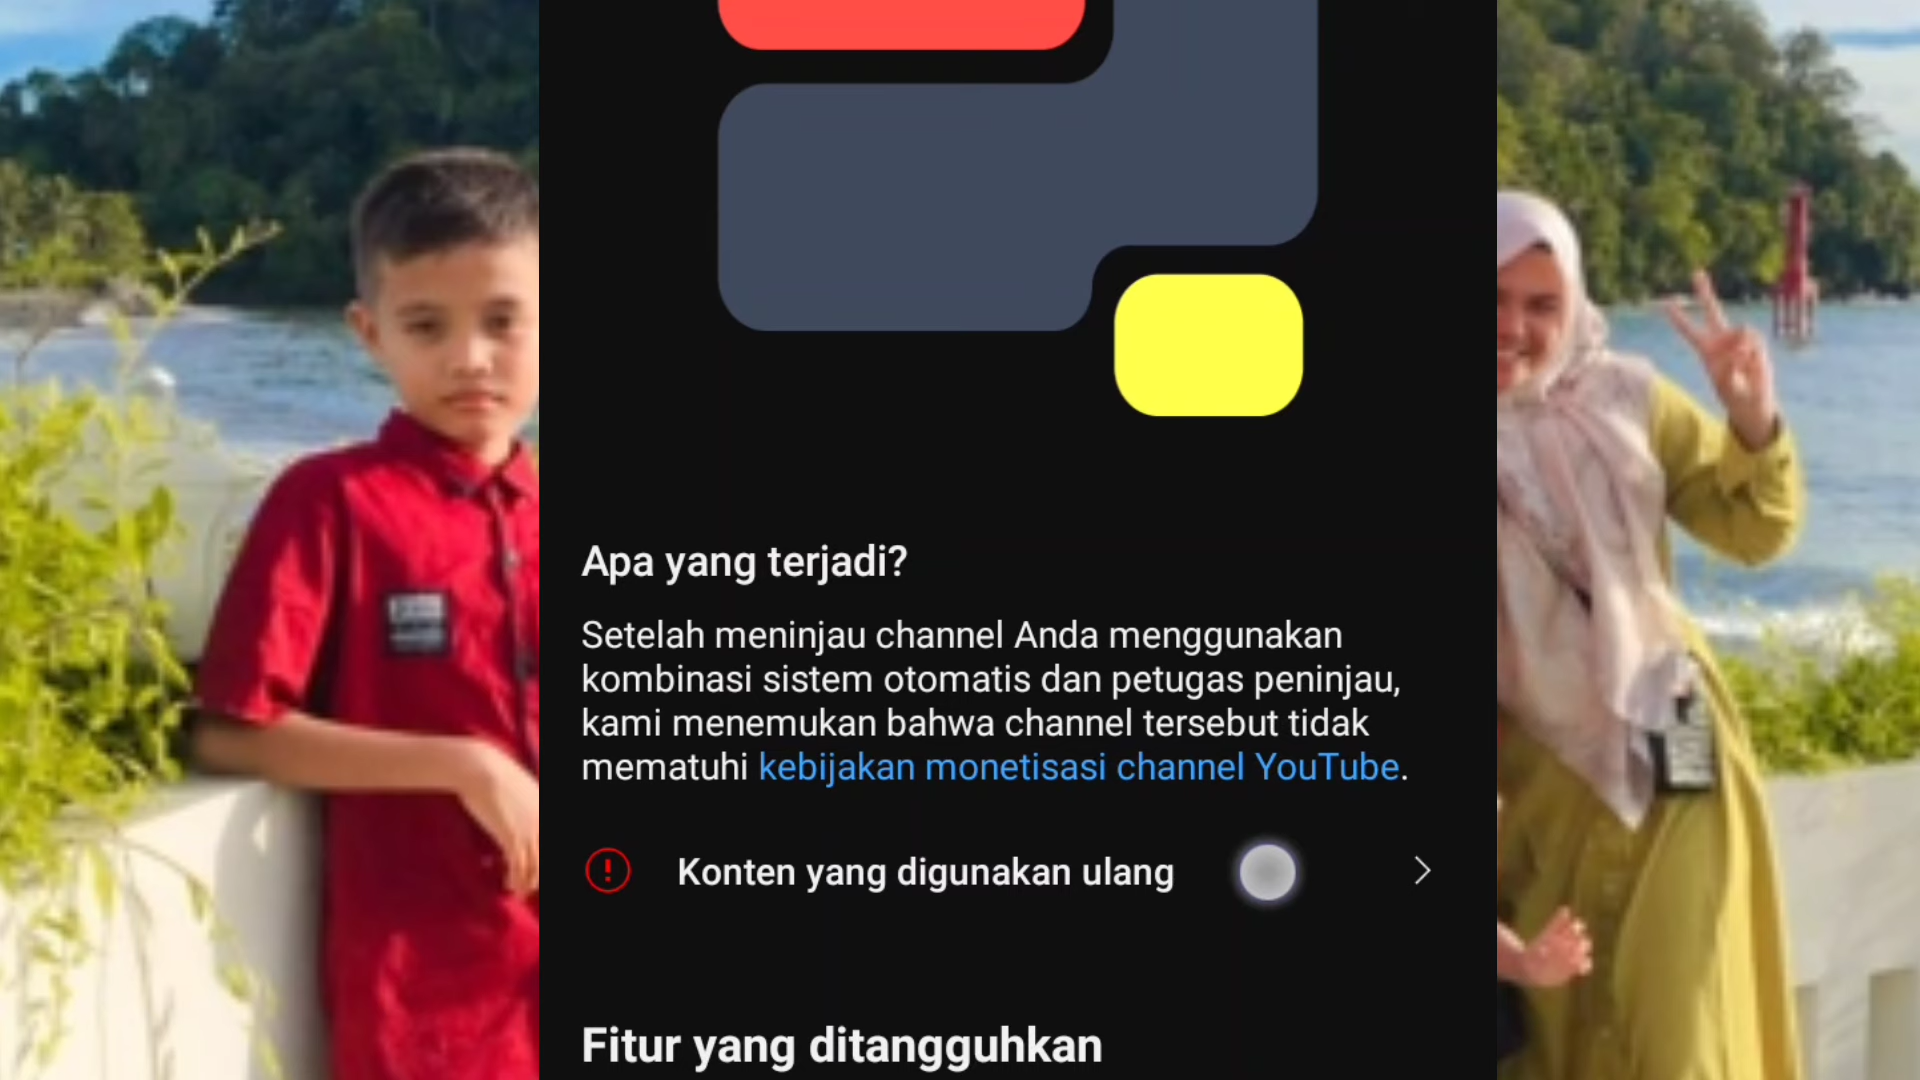 Apa yang terjadi?
Setelah meninjau channel Anda menggunakan
kombinasi sistem otomatis dan petugas peninjau,
kami menemukan bahwa channel tersebut tidak
mematuhi kebijakan monetisasi channel YouTube.
Konten yang digunakan ulang
Fitur yang ditangguhkan